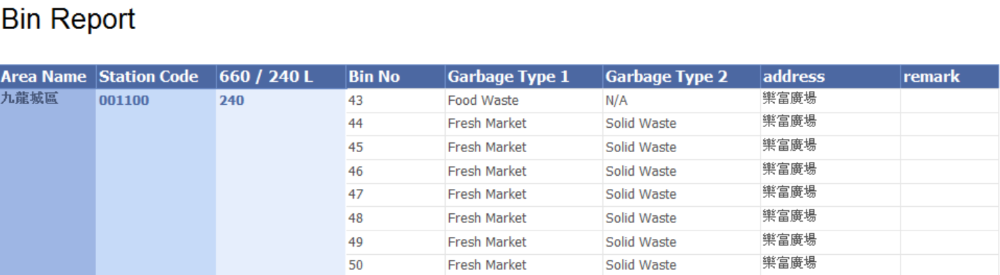 Bin Report
Area Name Station Code 660 / 240 L Bin No Garbage Type 1 Garbage Type 2 address remark
九龍城區 001100 240 43 Food Waste N/A 樂富廣場
44 Fresh Market Solid Waste 樂富廣場
45 Fresh Market Solid Waste 樂富廣場
46 Fresh Market Solid Waste 樂富廣場
47 Fresh Market Solid Waste 樂富廣場
48 Fresh Market Solid Waste 樂富廣場
49 Fresh Market Solid Waste 樂富廣場
50 Fresh Market Solid Waste 樂富廣場